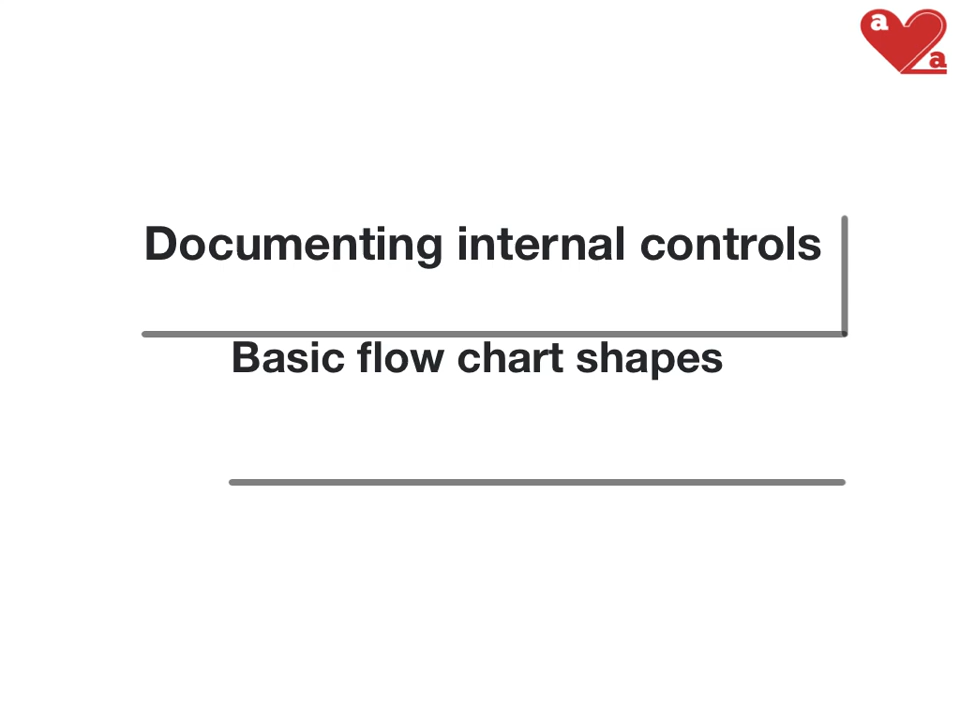 a
a
Documenting internal controls
Basic flow chart shapes